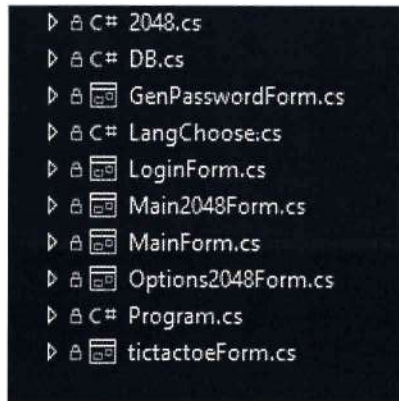 C# 2048.cs
C# DB.cs
GenPasswordForm.cs
C# LangChoose.cs
LoginForm.cs
Main2048Form.cs
MainForm.cs
Options2048Form.cs
C# Program.cs
tictactoeForm.cs